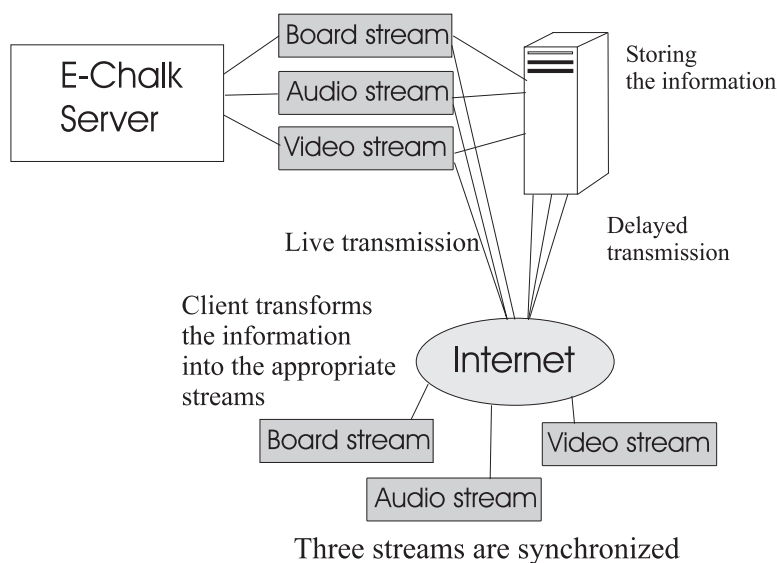 E-Chalk
Server
Board stream
Audio stream
Video stream
Storing
the information
Live transmission
Delayed
transmission
Client transforms
the information
into the appropriate
streams
Internet
Board stream
Video stream
Audio stream
Three streams are synchronized